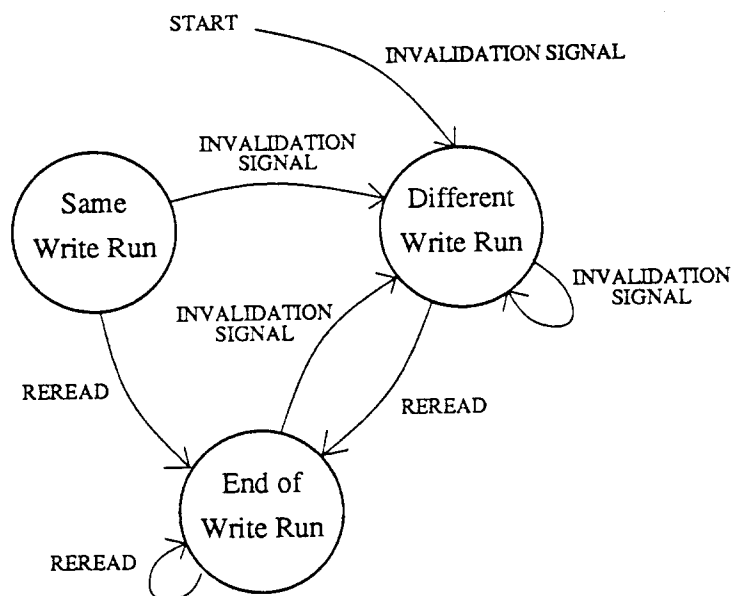 START
INVALIDATION SIGNAL
INVALIDATION
SIGNAL
Same
Write Run
Different
Write Run
INVALIDATION
SIGNAL
INVALIDATION
SIGNAL
REREAD
REREAD
End of
Write Run
REREAD